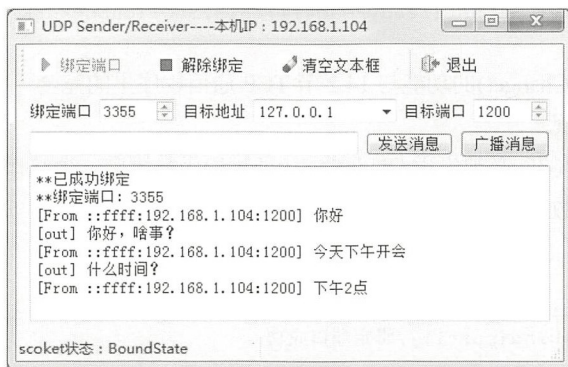 UDP Sender/Receiver----本机IP：192.168.1.104
绑定端口 解除绑定 清空文本框 退出
绑定端口 3355 目标地址 127.0.0.1 目标端口 1200
发送消息 广播消息
**已成功绑定
**绑定端口: 3355
[From ::ffff:192.168.1.104:1200] 你好
[out] 你好，啥事？
[From ::ffff:192.168.1.104:1200] 今天下午开会
[out] 什么时间？
[From ::ffff:192.168.1.104:1200] 下午2点
scoket状态：BoundState